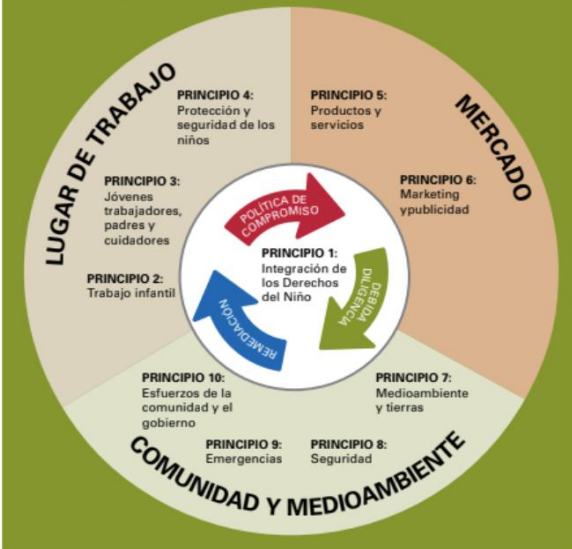 LUGAR DE TRABAJO
PRINCIPIO 4:
Protección y
seguridad de los
niños
PRINCIPIO 3:
Jóvenes
trabajadores,
padres y
cuidadores
PRINCIPIO 2:
Trabajo infantil
MERCADO
PRINCIPIO 5:
Productos y
servicios
PRINCIPIO 6:
Marketing
ypublicidad
POLÍTICA DE
COMPROMISO
PRINCIPIO 1:
Integración de
los Derechos
del Niño
DEBIDA
DILIGENCIA
REMEDIACIÓN
PRINCIPIO 10:
Esfuerzos de la
comunidad y el
gobierno
PRINCIPIO 9:
Emergencias
PRINCIPIO 8:
Seguridad
PRINCIPIO 7:
Medioambiente
y tierras
COMUNIDAD Y MEDIOAMBIENTE